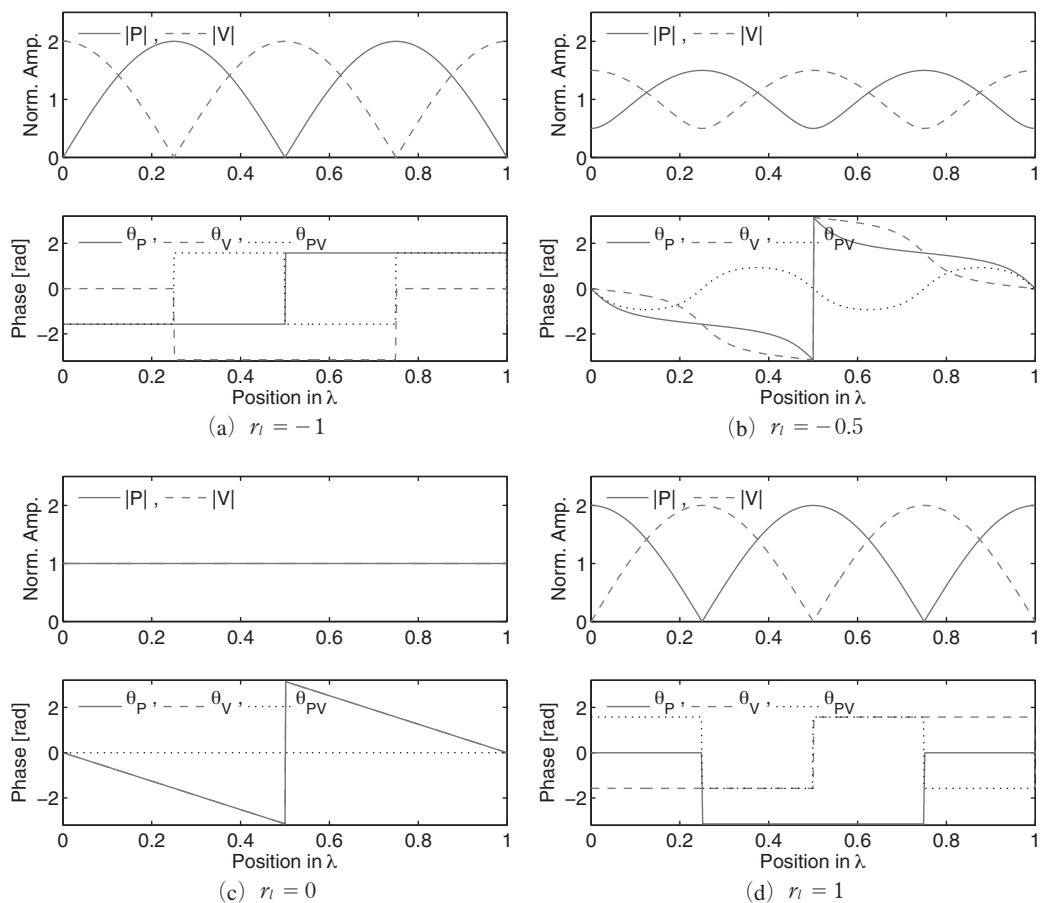 |P| , |V|
Norm. Amp.
2
1
0
0 0.2 0.4 0.6 0.8 1
θP , θV , θPV
Phase [rad]
2
0
−2
0 0.2 0.4 0.6 0.8 1
Position in λ
(a) rl = −1
|P| , |V|
Norm. Amp.
2
1
0
0 0.2 0.4 0.6 0.8 1
θP , θV , θPV
Phase [rad]
2
0
−2
0 0.2 0.4 0.6 0.8 1
Position in λ
(b) rl = −0.5
|P| , |V|
Norm. Amp.
2
1
0
0 0.2 0.4 0.6 0.8 1
θP , θV , θPV
Phase [rad]
2
0
−2
0 0.2 0.4 0.6 0.8 1
Position in λ
(c) rl = 0
|P| , |V|
Norm. Amp.
2
1
0
0 0.2 0.4 0.6 0.8 1
θP , θV , θPV
Phase [rad]
2
0
−2
0 0.2 0.4 0.6 0.8 1
Position in λ
(d) rl = 1